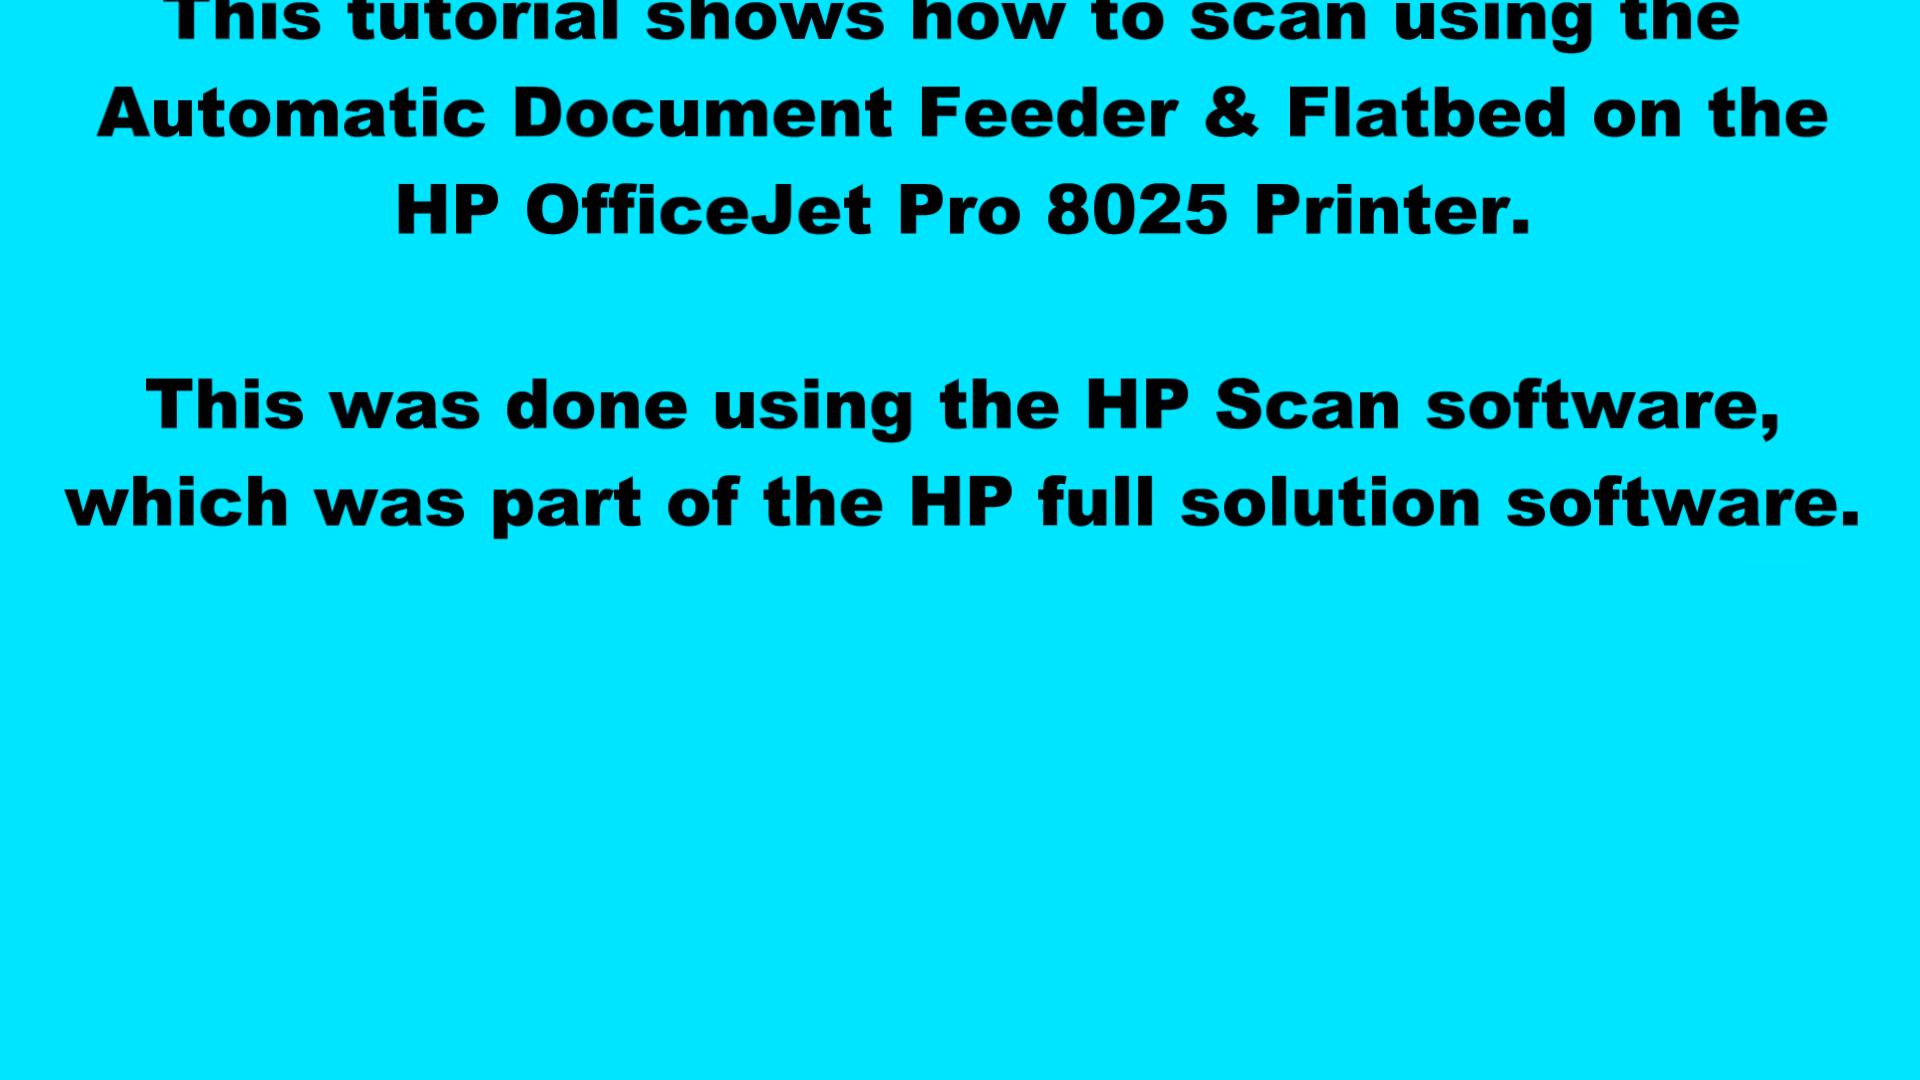 This tutorial shows how to scan using the
Automatic Document Feeder & Flatbed on the
HP OfficeJet Pro 8025 Printer.
This was done using the HP Scan software,
which was part of the HP full solution software.